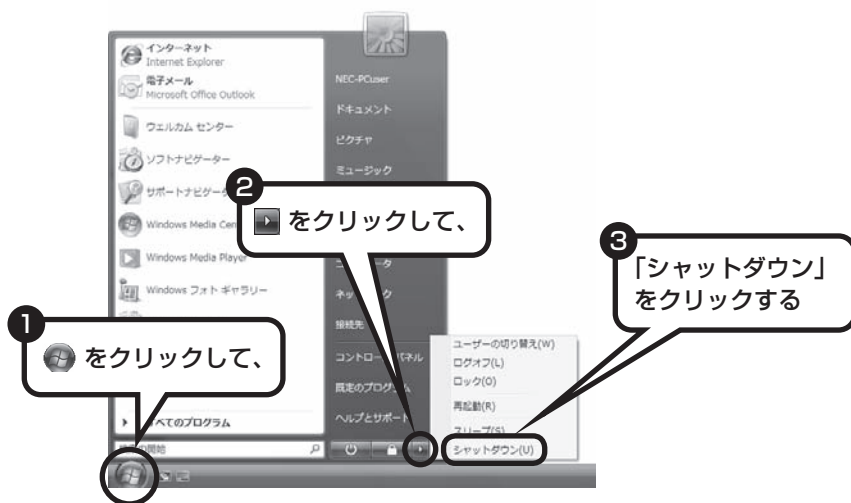 インターネット
Internet Explorer
電子メール
Microsoft Office Outlook
ウェルカム センター
ソフトナビゲーター
サポートナビゲータ
Windows Media Cen
Windows Media Player
Windows フォト ギャラリー
すべてのプログラム
の開始
NEC-PCuser
ドキュメント
ピクチャ
ミュージック
ータ
ネッ ク
接続先
コントロー パネル
既定のプログラム
ヘルプとサポート
ユーザーの切り替え(W)
ログオフ(L)
ロック(O)
再起動(R)
スリープ(S)
シャットダウン(U)
1
をクリックして、
2
をクリックして、
3
「シャットダウン」
をクリックする